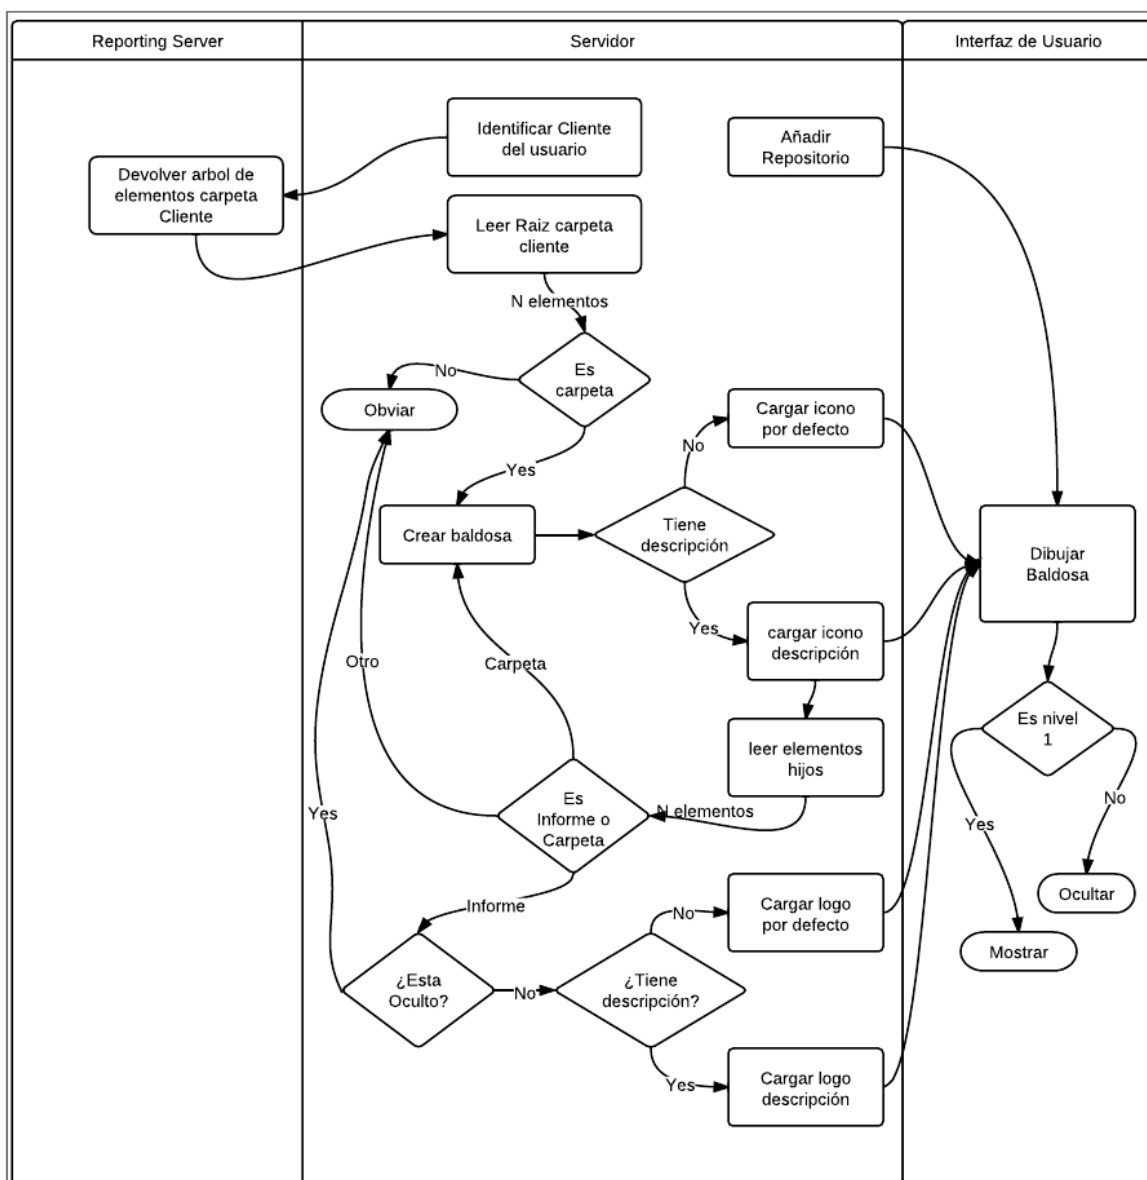 Reporting Server
Servidor
Interfaz de Usuario
Identificar Cliente
del usuario
Añadir
Repositorio
Devolver arbol de
elementos carpeta
Cliente
Leer Raiz carpeta
cliente
N elementos
Es
carpeta
No
Obviar
Cargar icono
por defecto
No
Yes
Crear baldosa
Tiene
descripción
Dibujar
Baldosa
Yes
cargar icono
descripción
Otro
Carpeta
Es nivel
1
leer elementos
hijos
Es
Informe o
Carpeta
N elementos
Yes
Yes
No
Informe
No
Cargar logo
por defecto
Ocultar
Mostrar
¿Esta
Oculto?
No
¿Tiene
descripción?
Yes
Cargar logo
descripción